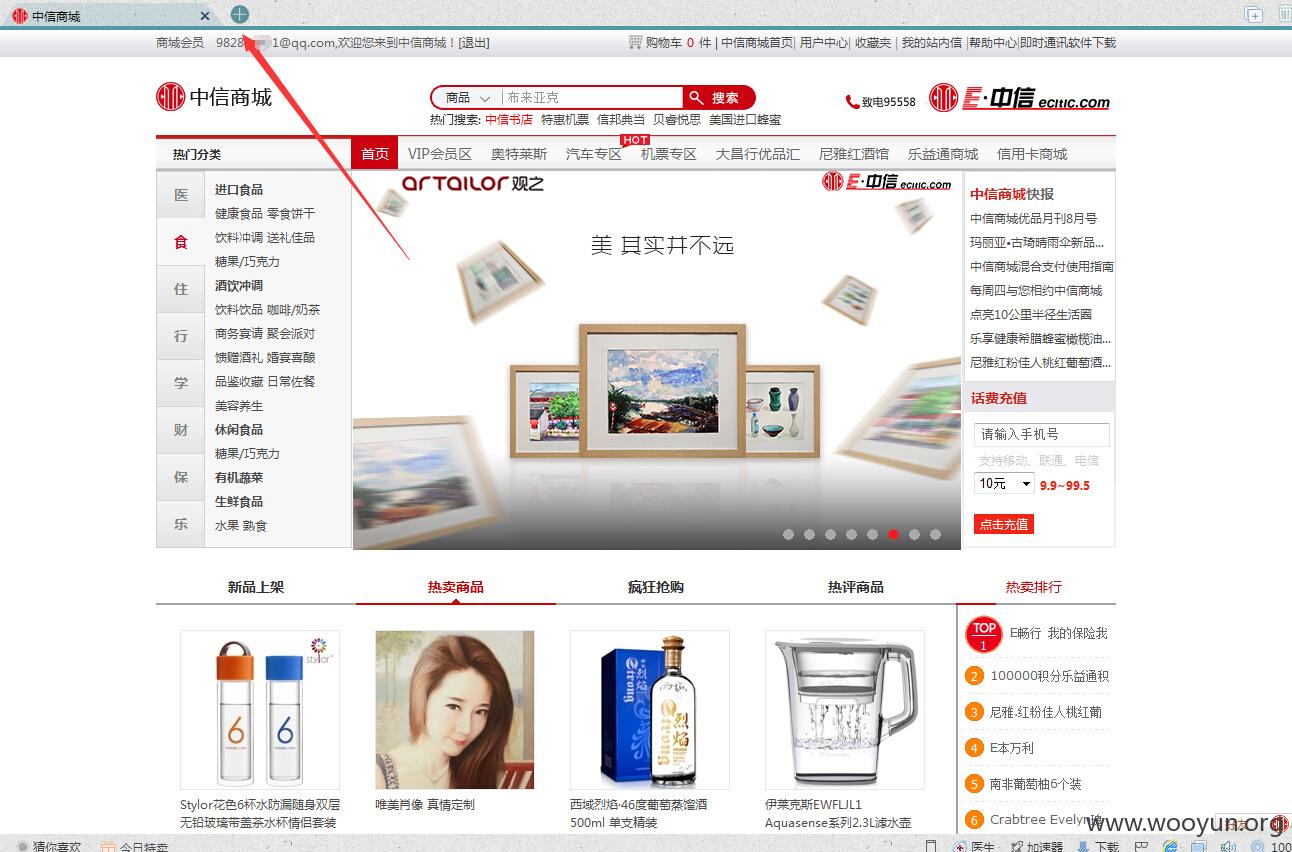 中信商城
商城会员 9828 1@qq.com,欢迎您来到中信商城！[退出]
购物车 0 件 | 中信商城首页| 用户中心| 收藏夹 | 我的站内信 |帮助中心|即时通讯软件下载
中信商城
商品 布来亚克 搜索
热门搜索: 中信书店 特惠机票 信邦典当 贝睿悦思 美国进口蜂蜜
致电95558
E·中信 ecitic.com
热门分类
首页 VIP会员区 奥特莱斯 汽车专区 机票专区 大昌行优品汇 尼雅红酒馆 乐益通商城 信用卡商城
HOT
医
食
住
行
学
财
保
乐
进口食品
健康食品 零食饼干
饮料冲调 送礼佳品
糖果/巧克力
酒饮冲调
饮料饮品 咖啡/奶茶
商务宴请 聚会派对
馈赠酒礼 婚宴喜酿
品鉴收藏 日常佐餐
美容养生
休闲食品
糖果/巧克力
有机蔬菜
生鲜食品
水果 熟食
arTaILOr 观之
E·中信 ecitic.com
美 其实并不远
中信商城快报
中信商城优品月刊8月号
玛丽亚•古琦晴雨伞新品...
中信商城混合支付使用指南
每周四与您相约中信商城
点亮10公里半径生活圈
乐享健康希腊蜂蜜橄榄油...
尼雅红粉佳人桃红葡萄酒...
话费充值
请输入手机号
支持移动、联通、电信
10元 9.9~99.5
点击充值
新品上架
热卖商品
疯狂抢购
热评商品
热卖排行
stylor
6
6
烈焰
烈焰
Stylor花色6杯水防漏随身双层
无铅玻璃带盖茶水杯情侣套装
唯美肖像 真情定制
西域烈焰·46度葡萄蒸馏酒
500ml 单支精装
伊莱克斯EWFLJL1
Aquasense系列2.3L滤水壶
TOP
1 E畅行 我的保险我
2 100000积分乐益通积
3 尼雅.红粉佳人桃红葡
4 E本万利
5 南非葡萄柚6个装
6 Crabtree Evelyn
www.wooyun.org
猜你喜欢 今日特卖
医生 加速器 下载 100